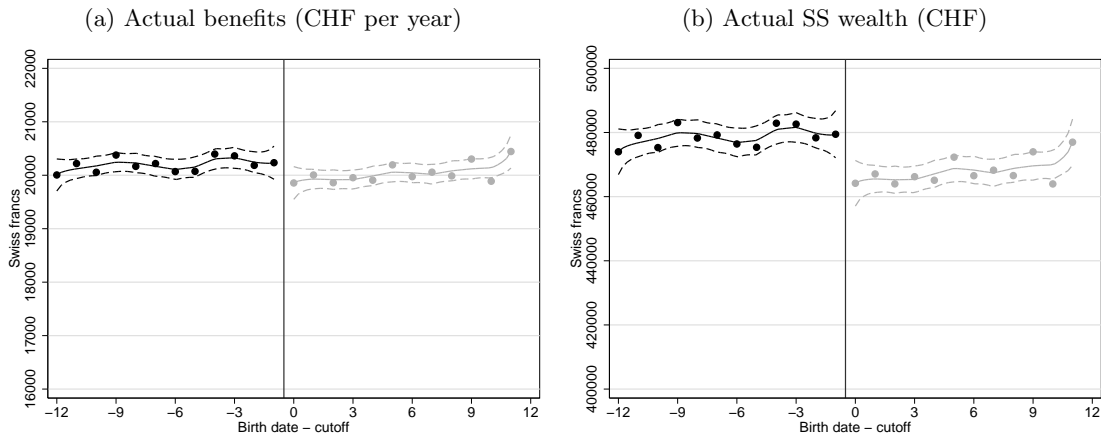 (a) Actual benefits (CHF per year)
22000
21000
20000
19000
18000
17000
16000
Swiss francs
−12 −9 −6 −3 0 3 6 9 12
Birth date − cutoff
(b) Actual SS wealth (CHF)
500000
480000
460000
440000
420000
400000
Swiss francs
−12 −9 −6 −3 0 3 6 9 12
Birth date − cutoff